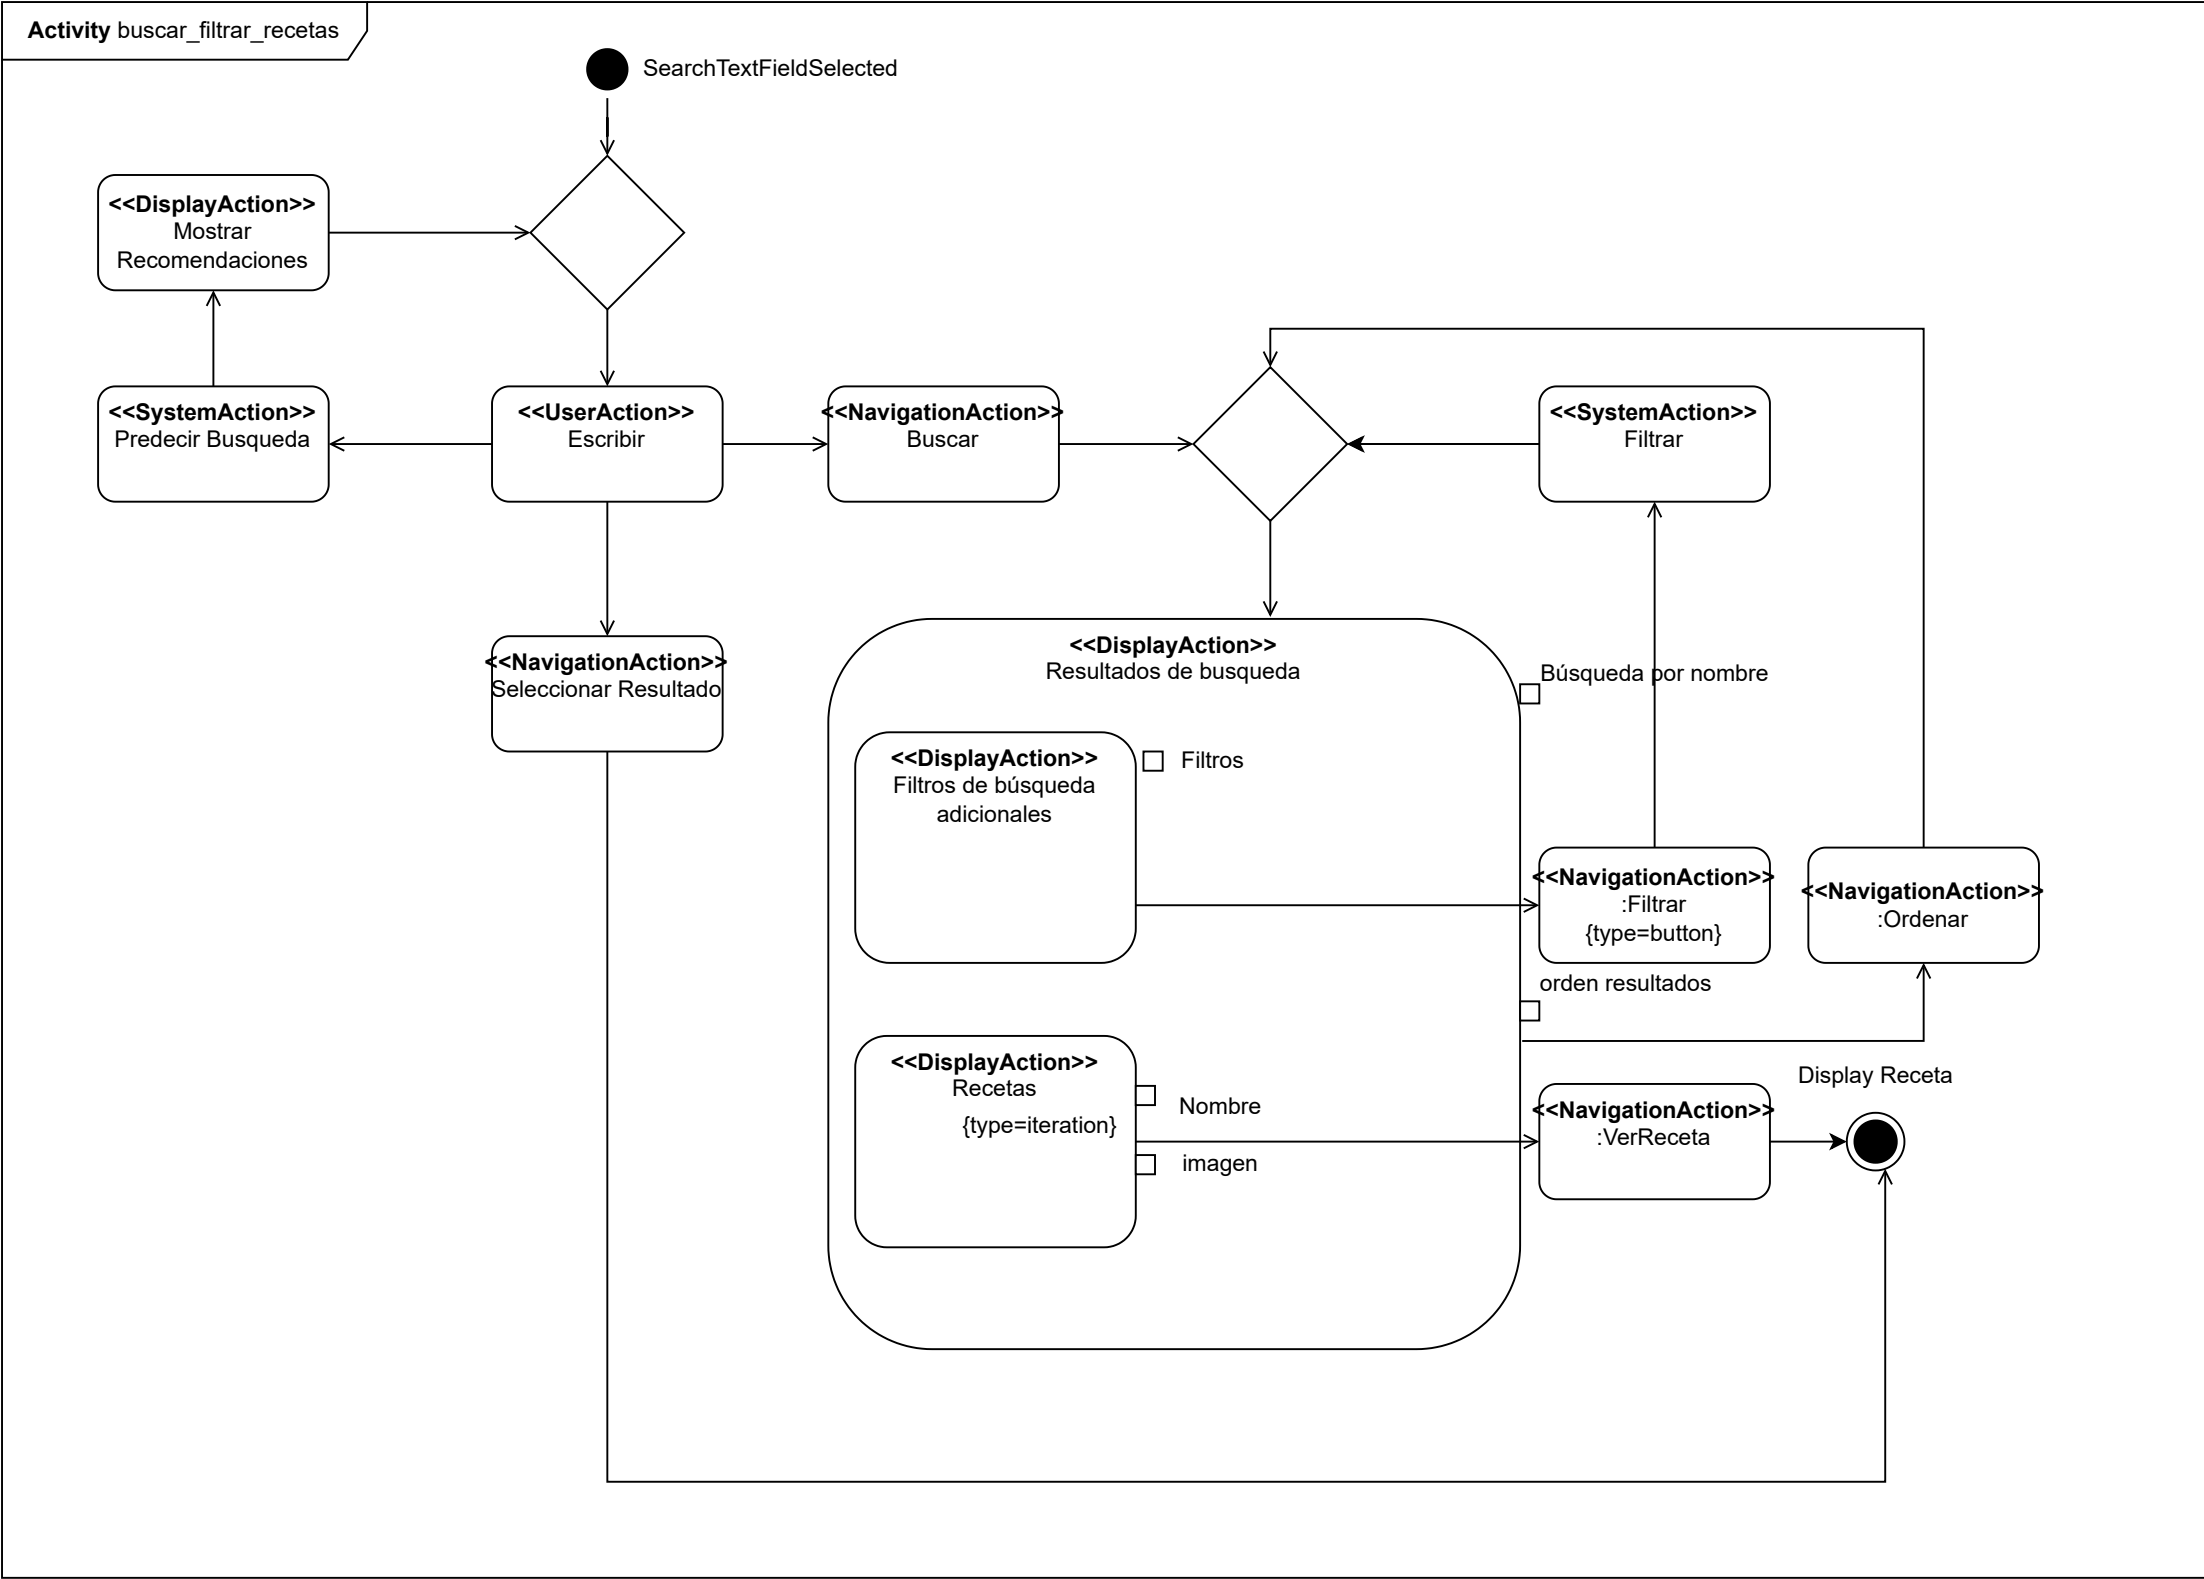 Activity buscar_filtrar_recetas
SearchTextFieldSelected
<<DisplayAction>>
Mostrar
Recomendaciones
<<SystemAction>>
Predecir Busqueda
<<UserAction>>
Escribir
<<NavigationAction>>
Buscar
<<SystemAction>>
Filtrar
<<NavigationAction>>
Seleccionar Resultado
<<DisplayAction>>
Resultados de busqueda
Búsqueda por nombre
<<DisplayAction>>
Filtros de búsqueda
adicionales
Filtros
<<NavigationAction>>
:Filtrar
{type=button}
<<NavigationAction>>
:Ordenar
orden resultados
<<DisplayAction>>
Recetas
{type=iteration}
Nombre
imagen
<<NavigationAction>>
:VerReceta
Display Receta